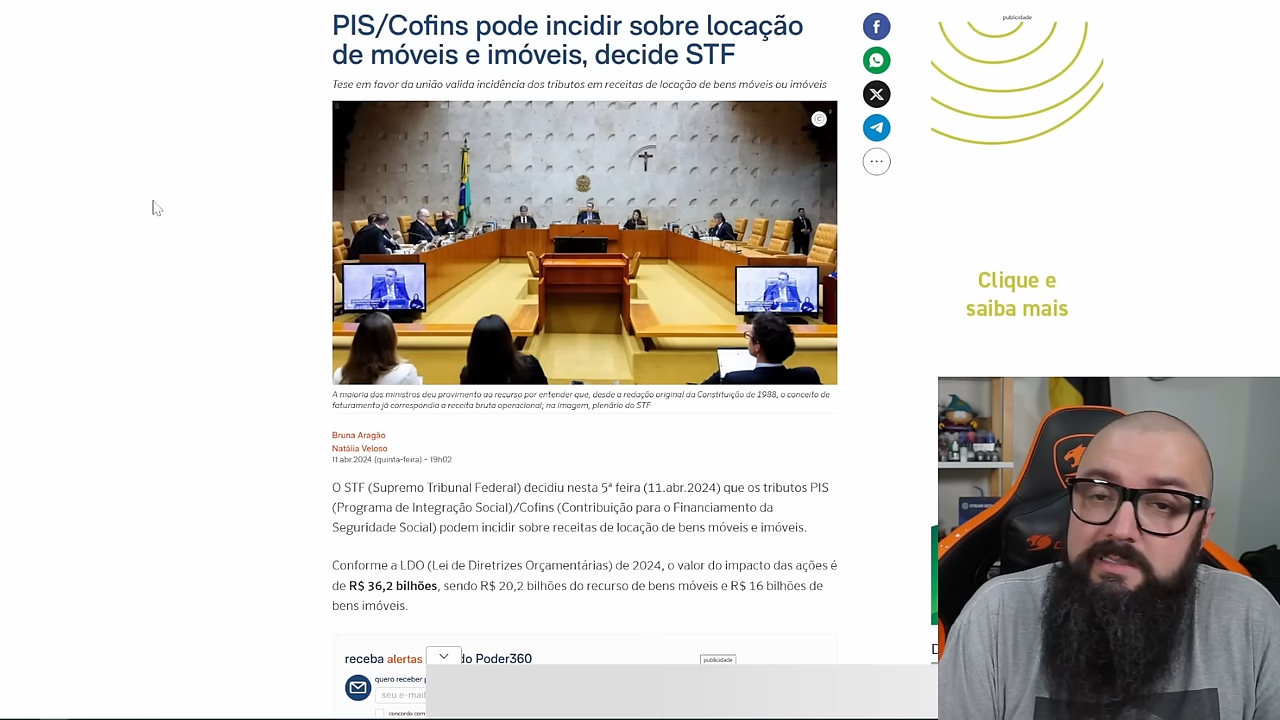 PIS/Cofins pode incidir sobre locação
de móveis e imóveis, decide STF
Tese em favor da união valida incidência dos tributos em receitas de locação de bens móveis ou imóveis
A maioria dos ministros deu provimento ao recurso por entender que, desde a redação original da Constituição de 1988, o conceito de
faturamento já correspondia a receita bruta operacional; na imagem, plenário do STF
Bruna Aragão
Natália Veloso
11.abr.2024 (quinta-feira) - 19h02
O STF (Supremo Tribunal Federal) decidiu nesta 5ª feira (11.abr.2024) que os tributos PIS
(Programa de Integração Social)/Cofins (Contribuição para o Financiamento da
Seguridade Social) podem incidir sobre receitas de locação de bens móveis e imóveis.
Conforme a LDO (Lei de Diretrizes Orçamentárias) de 2024, o valor do impacto das ações é
de R$ 36,2 bilhões, sendo R$ 20,2 bilhões do recurso de bens móveis e R$ 16 bilhões de
bens imóveis.
receba alertas do Poder360
publicidade
quero receber
seu e-mail
concordo com
publicidade
Clique e
saiba mais